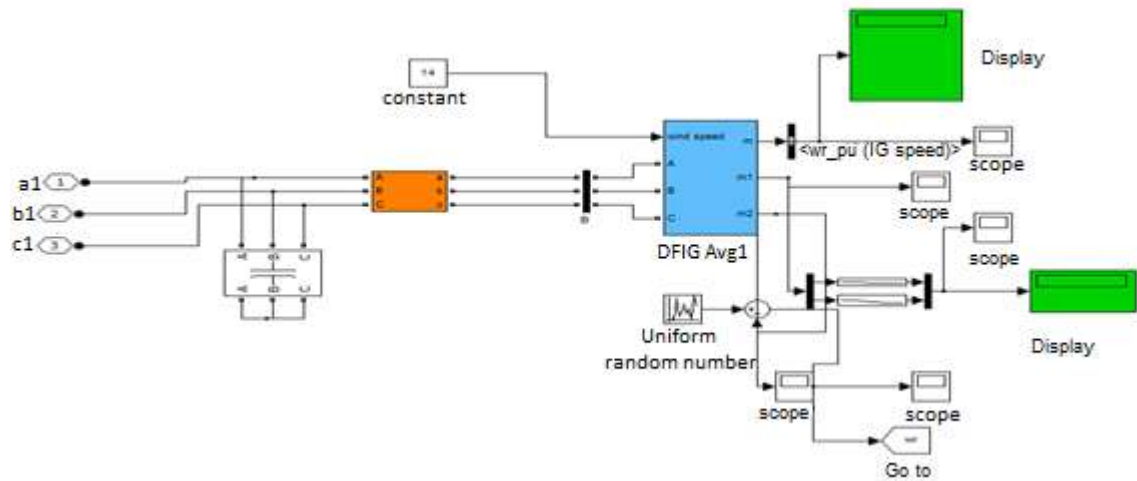 Display
14
constant
wind speed
m
<wr_pu (IG speed)>
scope
A
B
C
A
B
C
a
m1
m2
a1
1
b1
2
c1
3
scope
DFIG Avg1
scope
A
B
C
A
B
C
Uniform
random number
Display
scope
scope
Go to